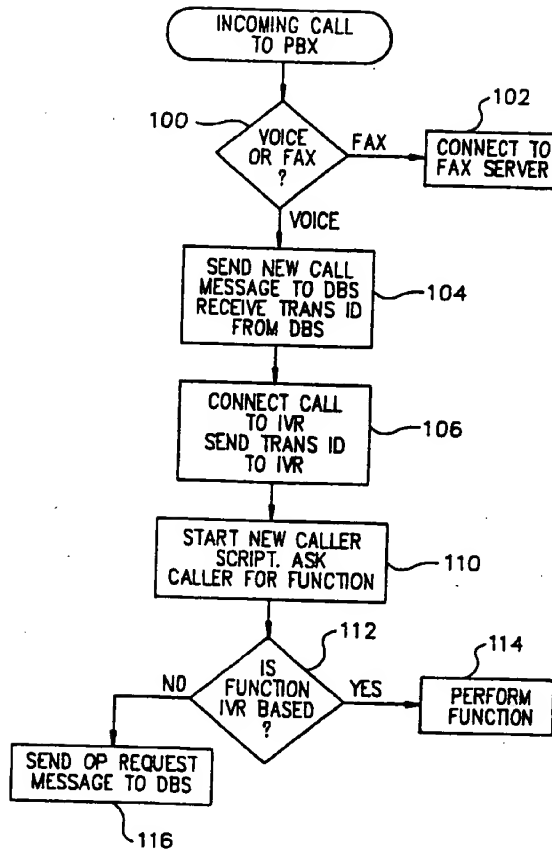 INCOMING CALL
TO PBX
100
VOICE
OR FAX
?
FAX
102
CONNECT TO
FAX SERVER
VOICE
SEND NEW CALL
MESSAGE TO DBS
RECEIVE TRANS ID
FROM DBS
104
CONNECT CALL
TO IVR
SEND TRANS ID
TO IVR
106
START NEW CALLER
SCRIPT. ASK
CALLER FOR FUNCTION
110
112
IS
FUNCTION
IVR BASED
?
NO
YES
114
PERFORM
FUNCTION
SEND OP REQUEST
MESSAGE TO DBS
116